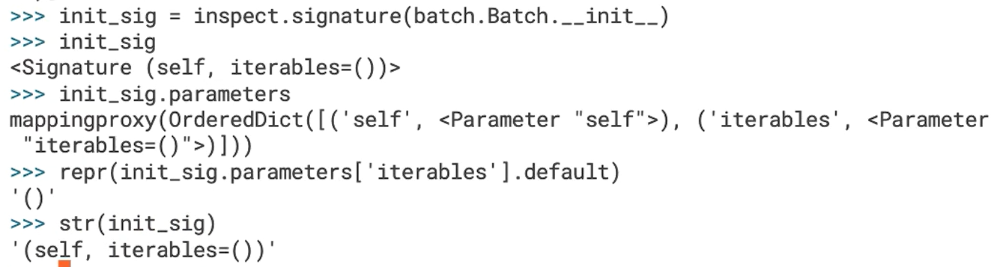 >>> init_sig = inspect.signature(batch.Batch.__init__)
>>> init_sig
<Signature (self, iterables=())>
>>> init_sig.parameters
mappingproxy(OrderedDict([('self', <Parameter "self">), ('iterables', <Parameter
 "iterables=()">)]))
>>> repr(init_sig.parameters['iterables'].default)
'()'
>>> str(init_sig)
'(self, iterables=())'